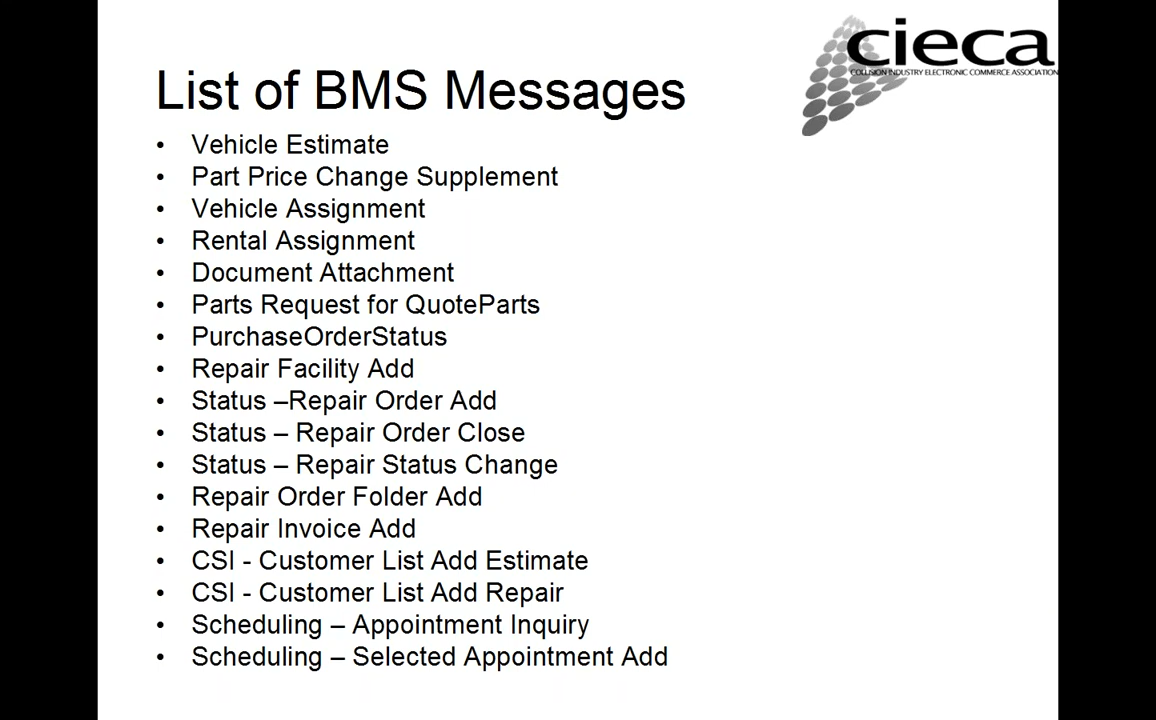 cieca
COLLISION INDUSTRY ELECTRONIC COMMERCE ASSOCIATION
List of BMS Messages
• Vehicle Estimate
• Part Price Change Supplement
• Vehicle Assignment
• Rental Assignment
• Document Attachment
• Parts Request for QuoteParts
• PurchaseOrderStatus
• Repair Facility Add
• Status –Repair Order Add
• Status – Repair Order Close
• Status – Repair Status Change
• Repair Order Folder Add
• Repair Invoice Add
• CSI - Customer List Add Estimate
• CSI - Customer List Add Repair
• Scheduling – Appointment Inquiry
• Scheduling – Selected Appointment Add